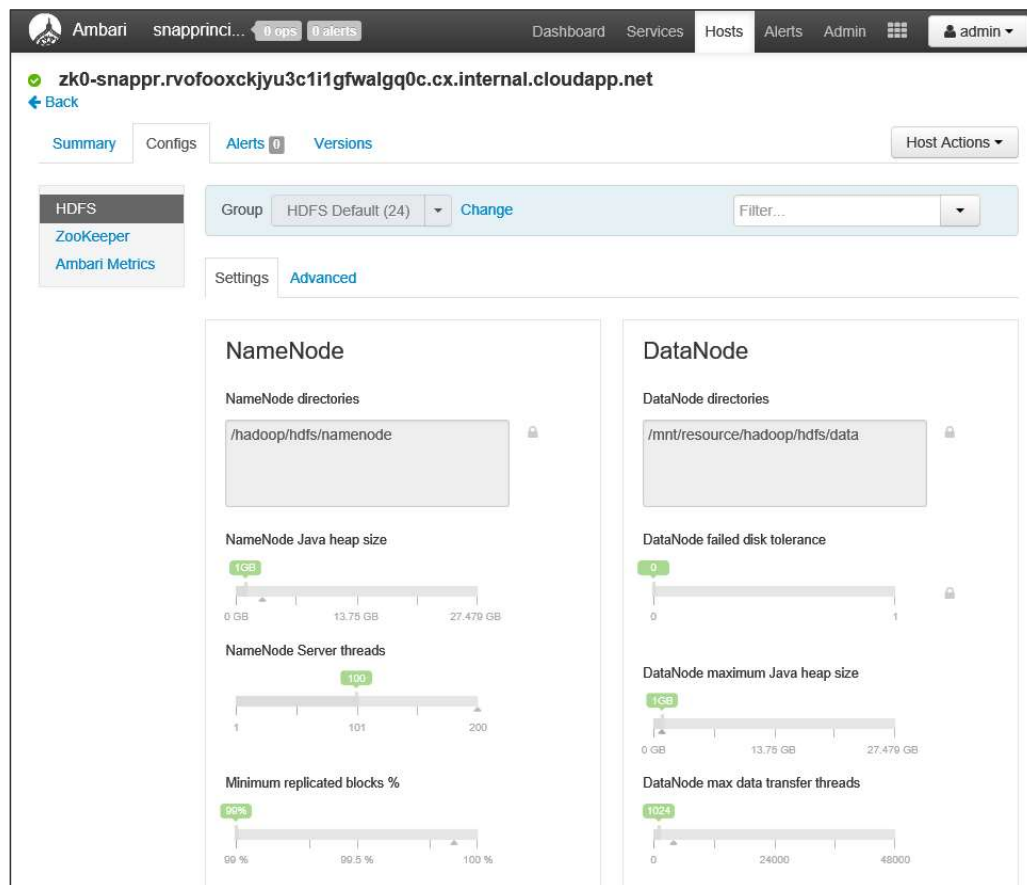 Ambari snapprinci... 0 ops 0 alerts Dashboard Services Hosts Alerts Admin admin
zk0-snappr.rvofooxckjyu3c1i1gfwalgq0c.cx.internal.cloudapp.net
Back
Summary Configs Alerts 0 Versions Host Actions
HDFS
ZooKeeper
Ambari Metrics
Group HDFS Default (24) Change Filter...
Settings Advanced
NameNode
NameNode directories
/hadoop/hdfs/namenode
NameNode Java heap size
1GB
0 GB 13.75 GB 27.479 GB
NameNode Server threads
100
1 101 200
Minimum replicated blocks %
99%
99 % 99.5 % 100 %
DataNode
DataNode directories
/mnt/resource/hadoop/hdfs/data
DataNode failed disk tolerance
0
0 1
DataNode maximum Java heap size
1GB
0 GB 13.75 GB 27.479 GB
DataNode max data transfer threads
1024
0 24000 48000